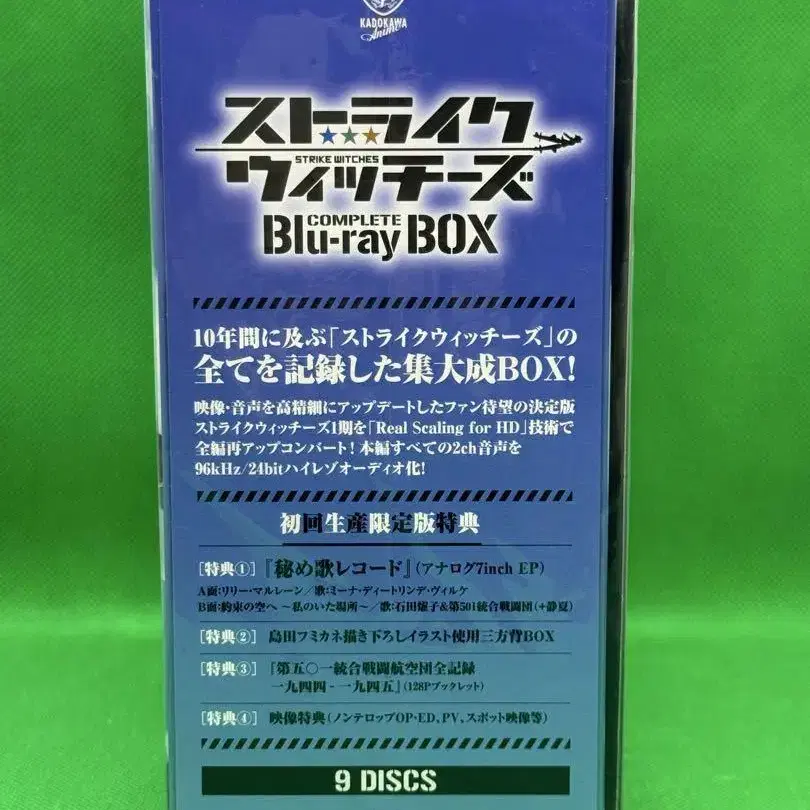 KADOKAWA
Anime
ストライク
STRIKE WITCHES
ウィッチーズ
COMPLETE
Blu-ray BOX
10年間に及ぶ「ストライクウィッチーズ」の
全てを記録した集大成BOX!
映像・音声を高精細にアップデートしたファン待望の決定版
ストライクウィッチーズ1期を「Real Scaling for HD」技術で
全編再アップコンバート!本編すべての2ch音声を
96kHz/24bitハイレゾオーディオ化!
初回生産限定版特典
[特典①] 『秘め歌レコード』(アナログ7inch EP)
A面:リリー・マルレーン/歌:ミーナ・ディートリンデ・ヴィルケ
B面:約束の空へ ～私のいた場所～/歌:石田燿子&第501統合戦闘団(+静夏)
[特典②] 島田フミカネ描き下ろしイラスト使用三方背BOX
[特典③] 『第五〇一統合戦闘航空団全記録
一九四四-一九四五』(128Pブックレット)
[特典④] 映像特典(ノンテロップOP・ED、PV、スポット映像等)
9 DISCS